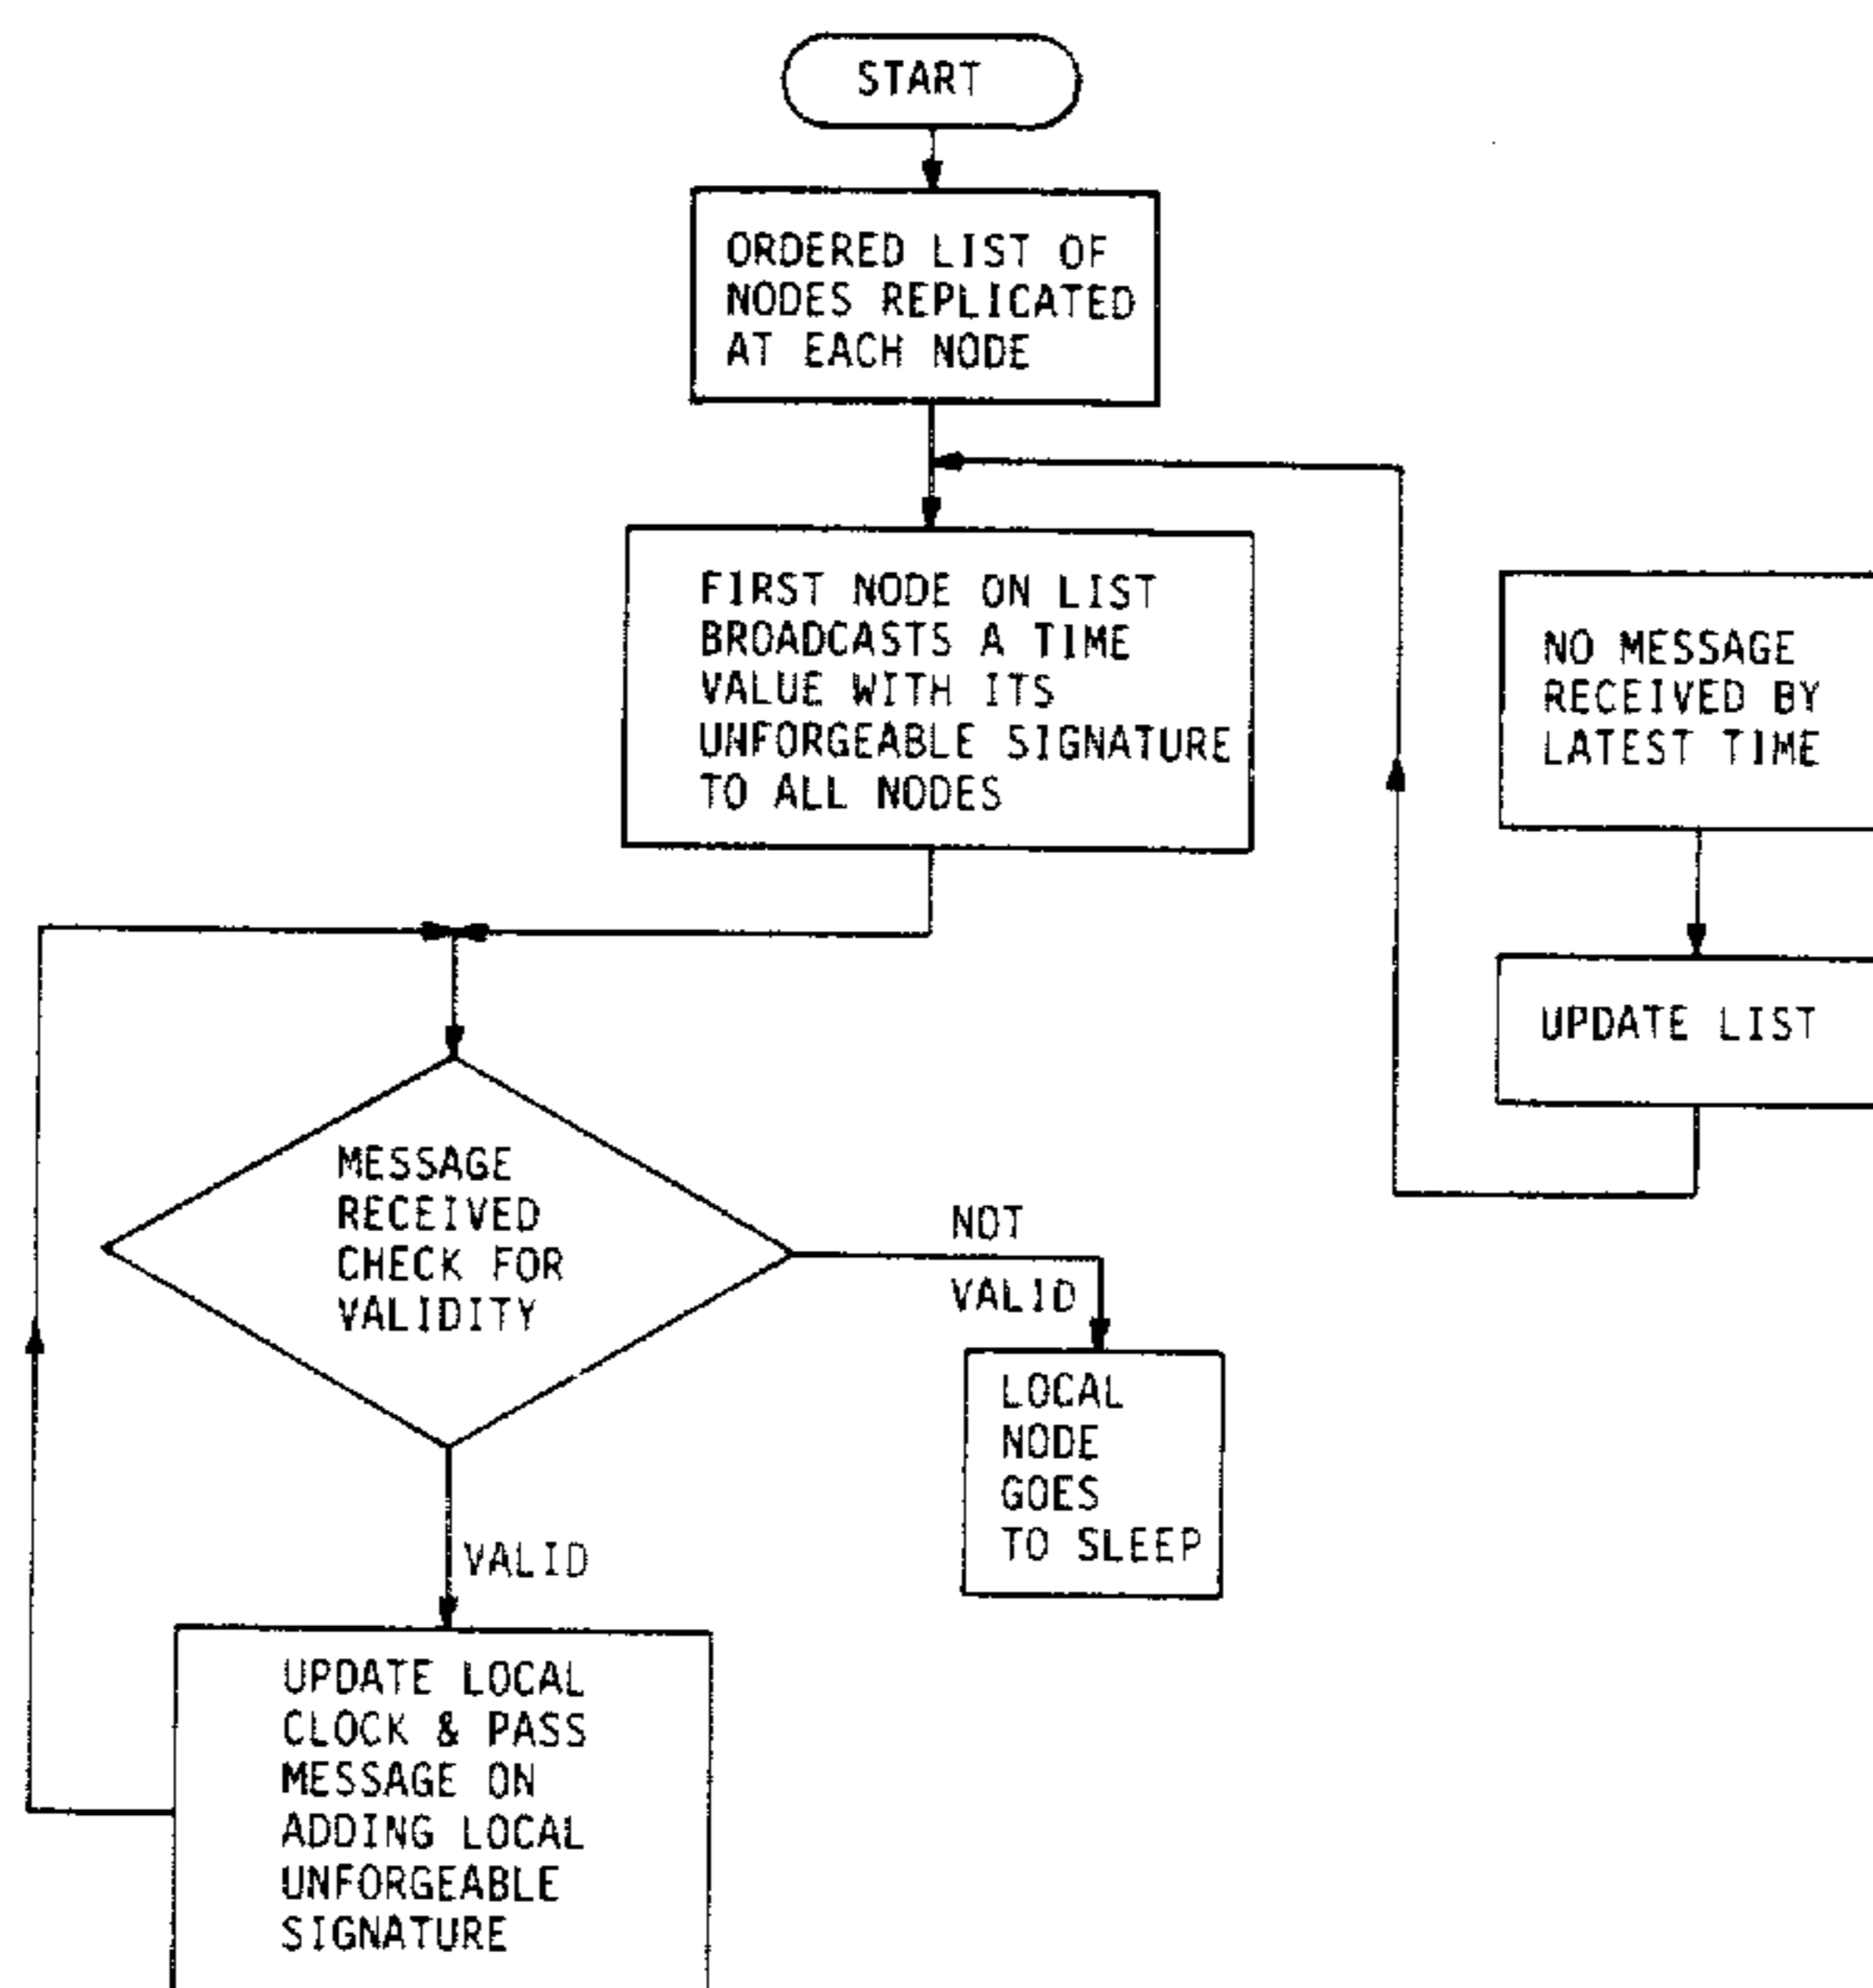 START
ORDERED LIST OF
NODES REPLICATED
AT EACH NODE
FIRST NODE ON LIST
BROADCASTS A TIME
VALUE WITH ITS
UNFORGEABLE SIGNATURE
TO ALL NODES
NO MESSAGE
RECEIVED BY
LATEST TIME
UPDATE LIST
MESSAGE
RECEIVED
CHECK FOR
VALIDITY
NOT
VALID
LOCAL
NODE
GOES
TO SLEEP
VALID
UPDATE LOCAL
CLOCK & PASS
MESSAGE ON
ADDING LOCAL
UNFORGEABLE
SIGNATURE